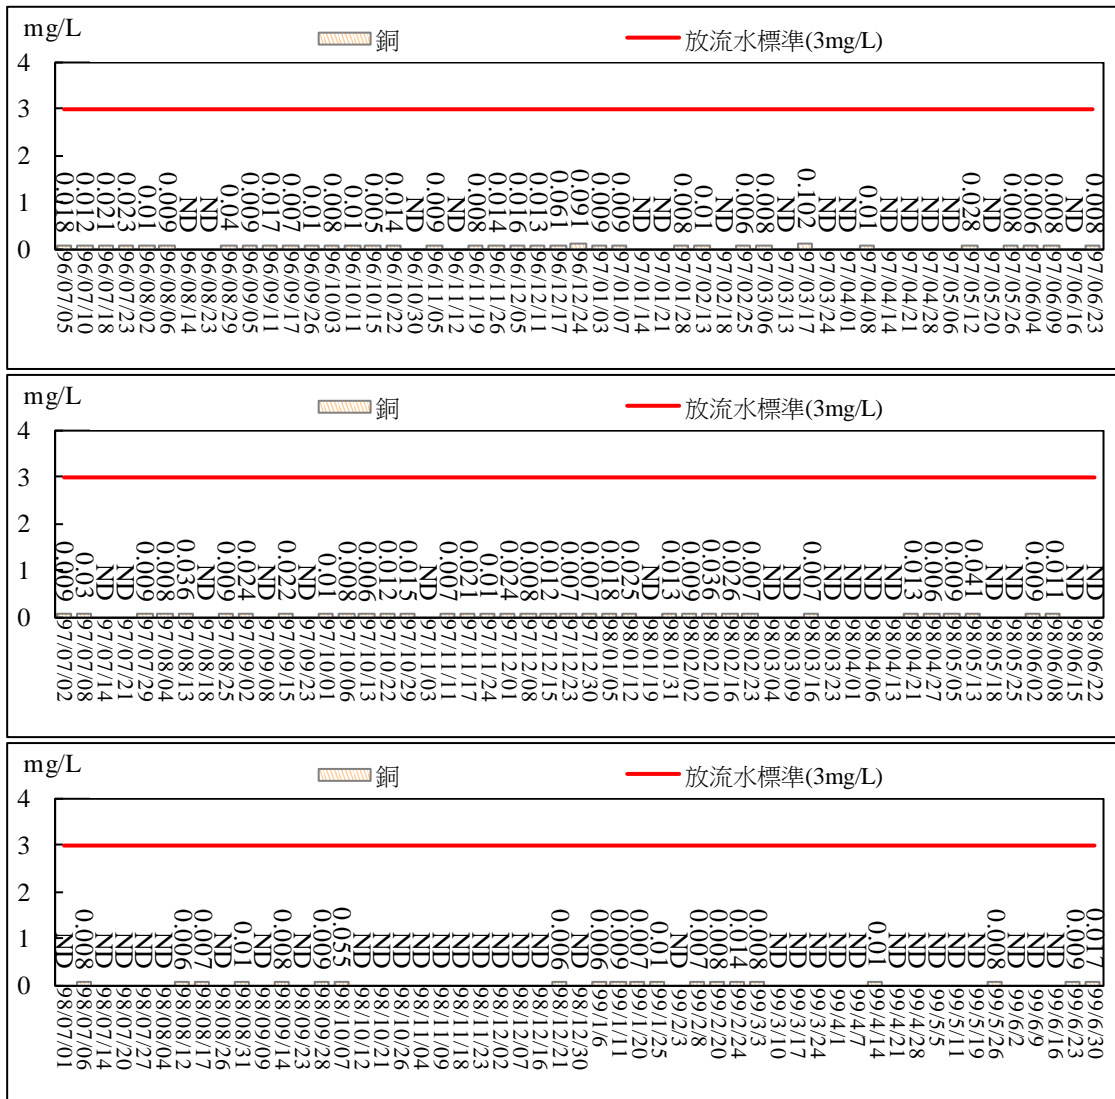 mg/L
銅
放流水標準(3mg/L)
4
3
2
1
0
0.018 0.012 0.021 0.023 0.01 0.009 ND ND 0.04 0.009 0.017 0.007 0.01 0.008 0.01 0.005 0.014 ND 0.009 ND 0.008 0.014 0.016 0.013 0.061 0.091 0.009 0.009 ND ND 0.008 0.01 ND 0.006 0.008 ND 0.102 ND ND 0.01 ND ND ND ND 0.028 ND 0.008 0.006 0.008 ND 0.008
96/07/05 96/07/10 96/07/18 96/07/23 96/08/02 96/08/06 96/08/14 96/08/23 96/08/29 96/09/05 96/09/11 96/09/17 96/09/26 96/10/03 96/10/11 96/10/15 96/10/22 96/10/30 96/11/05 96/11/12 96/11/19 96/11/26 96/12/05 96/12/11 96/12/17 96/12/24 97/01/03 97/01/07 97/01/14 97/01/21 97/01/28 97/02/13 97/02/18 97/02/25 97/03/06 97/03/13 97/03/17 97/03/24 97/04/01 97/04/08 97/04/14 97/04/21 97/04/28 97/05/06 97/05/12 97/05/20 97/05/26 97/06/04 97/06/09 97/06/16 97/06/23
mg/L
銅
放流水標準(3mg/L)
4
3
2
1
0
0.009 0.03 ND ND 0.009 0.008 0.036 ND 0.009 0.024 ND 0.022 ND 0.01 0.008 0.006 0.012 0.015 ND 0.007 0.021 0.01 0.024 0.008 0.012 0.007 0.007 0.018 0.025 ND 0.013 0.009 0.036 0.026 0.007 ND ND 0.007 ND ND ND ND 0.013 0.006 0.009 0.041 ND ND 0.009 0.011 ND ND
97/07/02 97/07/08 97/07/14 97/07/21 97/07/29 97/08/04 97/08/13 97/08/18 97/08/25 97/09/02 97/09/08 97/09/15 97/09/23 97/10/01 97/10/06 97/10/13 97/10/22 97/10/29 97/11/03 97/11/11 97/11/17 97/11/24 97/12/01 97/12/08 97/12/15 97/12/23 97/12/30 98/01/05 98/01/12 98/01/19 98/01/31 98/02/02 98/02/10 98/02/16 98/02/23 98/03/04 98/03/09 98/03/16 98/03/23 98/04/01 98/04/06 98/04/13 98/04/21 98/04/27 98/05/05 98/05/13 98/05/18 98/05/25 98/06/02 98/06/08 98/06/15 98/06/22
mg/L
銅
放流水標準(3mg/L)
4
3
2
1
0
ND 0.008 ND ND ND ND 0.006 0.007 ND 0.01 ND 0.008 ND 0.009 0.055 ND ND ND ND ND ND ND ND ND ND 0.006 ND 0.006 0.009 0.007 0.01 ND 0.007 0.008 0.014 0.008 ND ND ND ND ND 0.01 ND ND ND ND ND 0.008 ND ND ND 0.009 0.017
98/07/01 98/07/06 98/07/14 98/07/20 98/07/27 98/08/04 98/08/12 98/08/17 98/08/26 98/08/31 98/09/09 98/09/14 98/09/23 98/09/28 98/10/07 98/10/12 98/10/21 98/10/26 98/11/04 98/11/09 98/11/18 98/11/23 98/12/02 98/12/07 98/12/16 98/12/21 98/12/30 99/1/6 99/1/11 99/1/20 99/1/25 99/2/3 99/2/8 99/2/20 99/2/24 99/3/3 99/3/10 99/3/17 99/3/24 99/4/1 99/4/7 99/4/14 99/4/21 99/4/28 99/5/5 99/5/11 99/5/19 99/5/26 99/6/2 99/6/9 99/6/16 99/6/23 99/6/30